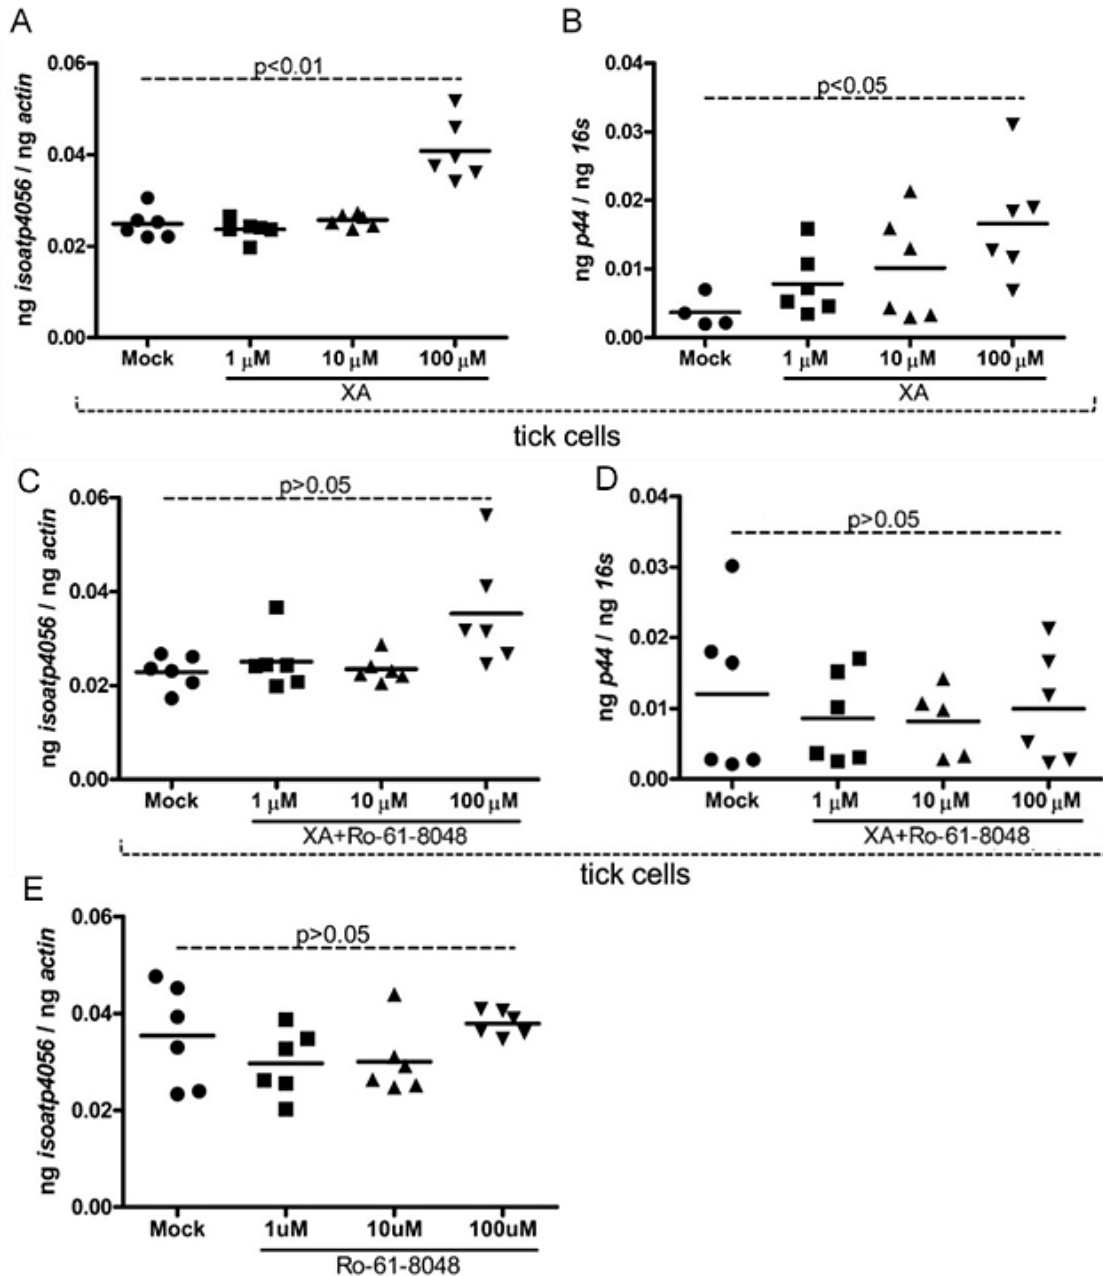 A
ng isoatp4056 / ng actin
0.06
0.04
0.02
0.00
p<0.01
Mock
1 µM
10 µM
100 µM
XA
B
ng p44 / ng 16s
0.04
0.03
0.02
0.01
0.00
p<0.05
Mock
1 µM
10 µM
100 µM
XA
tick cells
C
ng isoatp4056 / ng actin
0.06
0.04
0.02
0.00
p>0.05
Mock
1 µM
10 µM
100 µM
XA+Ro-61-8048
D
ng p44 / ng 16s
0.04
0.03
0.02
0.01
0.00
p>0.05
Mock
1 µM
10 µM
100 µM
XA+Ro-61-8048
tick cells
E
ng isoatp4056 / ng actin
0.06
0.04
0.02
0.00
p>0.05
Mock
1uM
10uM
100uM
Ro-61-8048